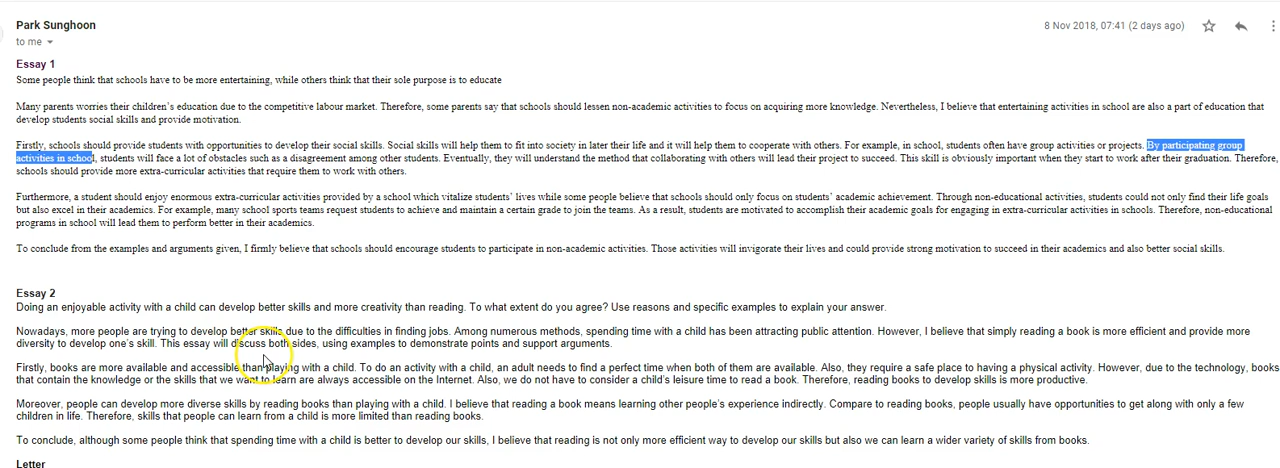 Park Sunghoon
8 Nov 2018, 07:41 (2 days ago)
to me
Essay 1
Some people think that schools have to be more entertaining, while others think that their sole purpose is to educate
Many parents worries their children's education due to the competitive labour market. Therefore, some parents say that schools should lessen non-academic activities to focus on acquiring more knowledge. Nevertheless, I believe that entertaining activities in school are also a part of education that
develop students social skills and provide motivation.
Firstly, schools should provide students with opportunities to develop their social skills. Social skills will help them to fit into society in later their life and it will help them to cooperate with others. For example, in school, students often have group activities or projects. By participating group
activities in school, students will face a lot of obstacles such as a disagreement among other students. Eventually, they will understand the method that collaborating with others will lead their project to succeed. This skill is obviously important when they start to work after their graduation. Therefore,
schools should provide more extra-curricular activities that require them to work with others.
Furthermore, a student should enjoy enormous extra-curricular activities provided by a school which vitalize students' lives while some people believe that schools should only focus on students' academic achievement. Through non-educational activities, students could not only find their life goals
but also excel in their academics. For example, many school sports teams request students to achieve and maintain a certain grade to join the teams. As a result, students are motivated to accomplish their academic goals for engaging in extra-curricular activities in schools. Therefore, non-educational
programs in school will lead them to perform better in their academics.
To conclude from the examples and arguments given, I firmly believe that schools should encourage students to participate in non-academic activities. Those activities will invigorate their lives and could provide strong motivation to succeed in their academics and also better social skills.
Essay 2
Doing an enjoyable activity with a child can develop better skills and more creativity than reading. To what extent do you agree? Use reasons and specific examples to explain your answer.
Nowadays, more people are trying to develop better skills due to the difficulties in finding jobs. Among numerous methods, spending time with a child has been attracting public attention. However, I believe that simply reading a book is more efficient and provide more
diversity to develop one's skill. This essay will discuss both sides, using examples to demonstrate points and support arguments.
Firstly, books are more available and accessible than playing with a child. To do an activity with a child, an adult needs to find a perfect time when both of them are available. Also, they require a safe place to having a physical activity. However, due to the technology, books
that contain the knowledge or the skills that we want to learn are always accessible on the Internet. Also, we do not have to consider a child's leisure time to read a book. Therefore, reading books to develop skills is more productive.
Moreover, people can develop more diverse skills by reading books than playing with a child. I believe that reading a book means learning other people's experience indirectly. Compare to reading books, people usually have opportunities to get along with only a few
children in life. Therefore, skills that people can learn from a child is more limited than reading books.
To conclude, although some people think that spending time with a child is better to develop our skills, I believe that reading is not only more efficient way to develop our skills but also we can learn a wider variety of skills from books.
Letter